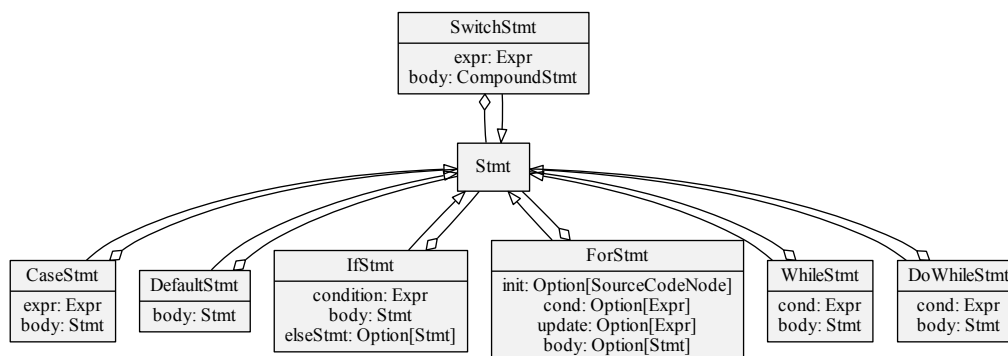 SwitchStmt
expr: Expr
body: CompoundStmt
Stmt
CaseStmt
expr: Expr
body: Stmt
DefaultStmt
body: Stmt
IfStmt
condition: Expr
body: Stmt
elseStmt: Option[Stmt]
ForStmt
init: Option[SourceCodeNode]
cond: Option[Expr]
update: Option[Expr]
body: Option[Stmt]
WhileStmt
cond: Expr
body: Stmt
DoWhileStmt
cond: Expr
body: Stmt